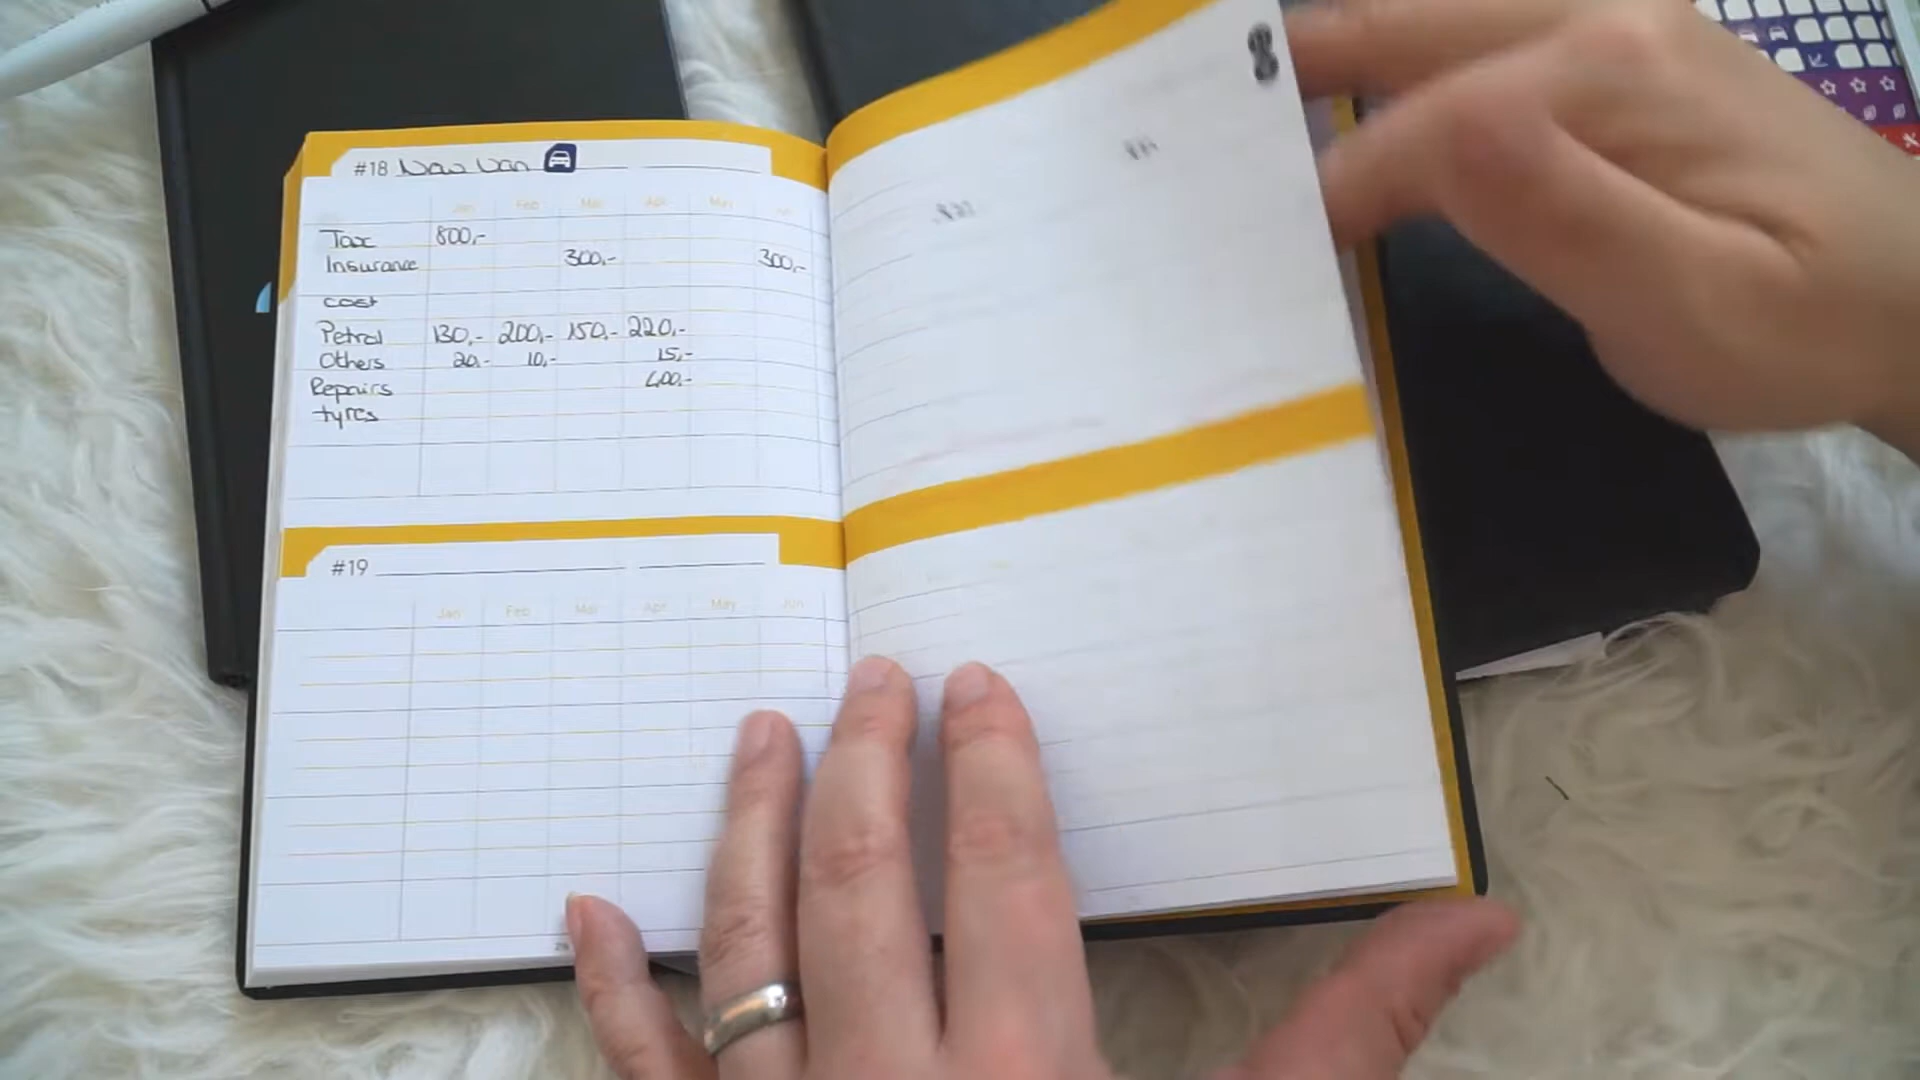 #18 New Van
Jan Feb Mar Apr May Jun
Tax 800,-
Insurance 300,- 300,-
cost
Petrol 130,- 200,- 150,- 220,-
Others 20,- 10,- 15,-
Repairs 400,-
tyres
#19
Jan Feb Mar Apr May Jun